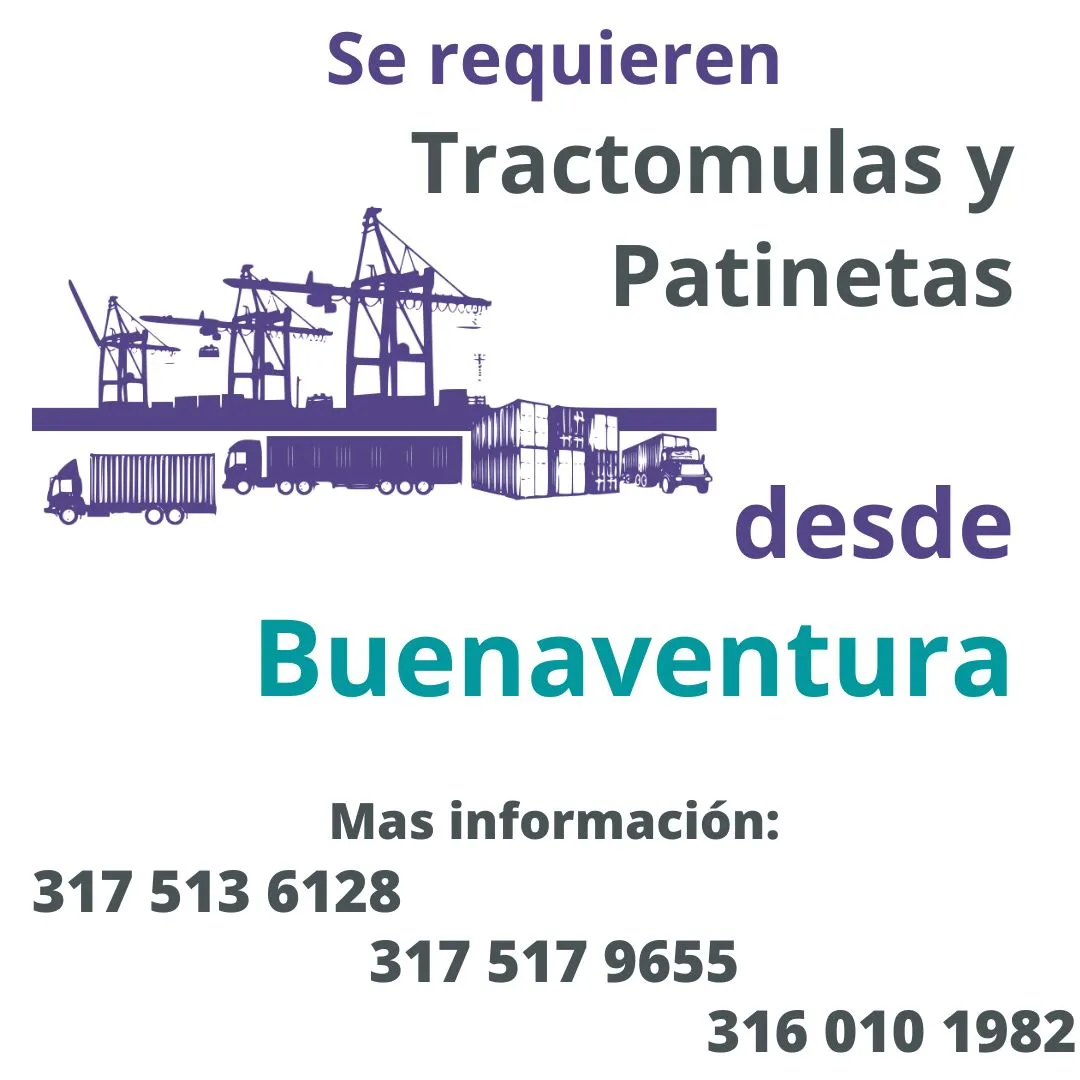 Se requieren
Tractomulas y
Patinetas
desde
Buenaventura
Mas información:
317 513 6128
317 517 9655
316 010 1982